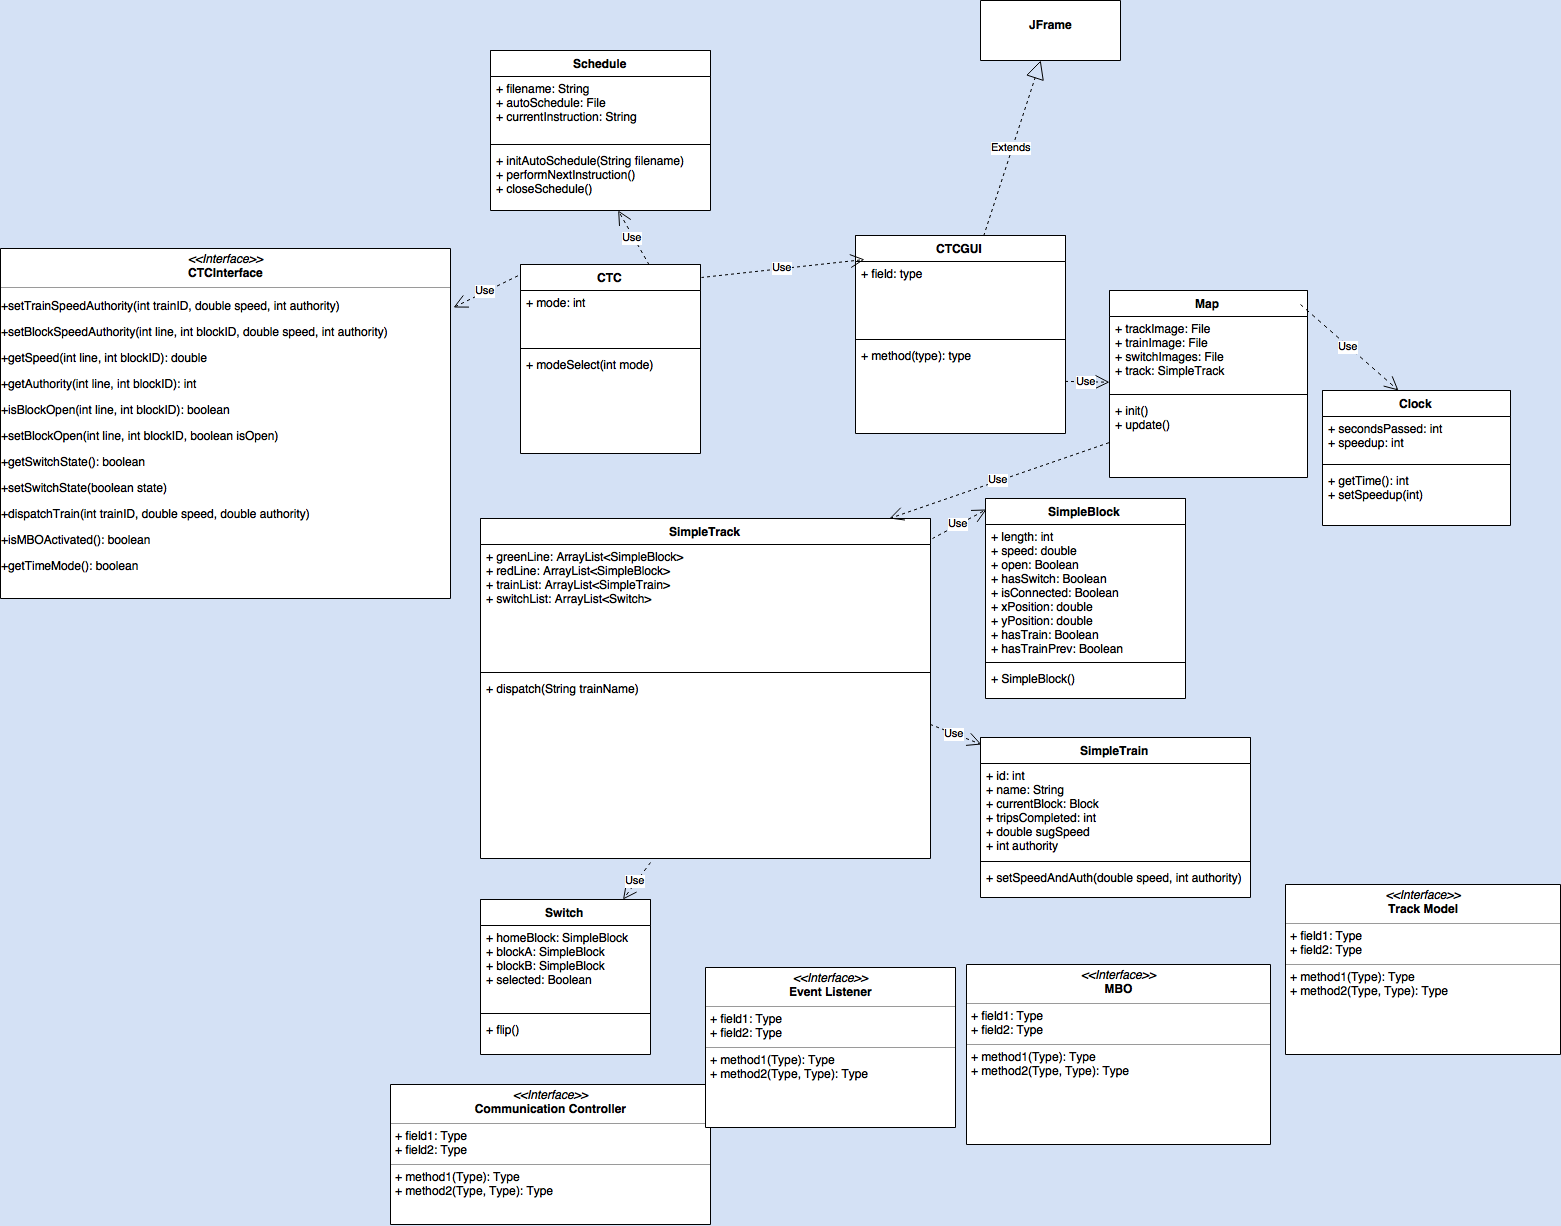 JFrame
Extends
Schedule
+ filename: String
+ autoSchedule: File
+ currentInstruction: String
+ initAutoSchedule(String filename)
+ performNextInstruction()
+ closeSchedule()
Use
<<Interface>>
CTCInterface
+setTrainSpeedAuthority(int trainID, double speed, int authority)
+setBlockSpeedAuthority(int line, int blockID, double speed, int authority)
+getSpeed(int line, int blockID): double
+getAuthority(int line, int blockID): int
+isBlockOpen(int line, int blockID): boolean
+setBlockOpen(int line, int blockID, boolean isOpen)
+getSwitchState(): boolean
+setSwitchState(boolean state)
+dispatchTrain(int trainID, double speed, double authority)
+isMBOActivated(): boolean
+getTimeMode(): boolean
Use
CTC
+ mode: int
+ modeSelect(int mode)
Use
CTCGUI
+ field: type
+ method(type): type
Use
Map
+ trackImage: File
+ trainImage: File
+ switchImages: File
+ track: SimpleTrack
+ init()
+ update()
Use
Clock
+ secondsPassed: int
+ speedup: int
+ getTime(): int
+ setSpeedup(int)
Use
SimpleTrack
+ greenLine: ArrayList<SimpleBlock>
+ redLine: ArrayList<SimpleBlock>
+ trainList: ArrayList<SimpleTrain>
+ switchList: ArrayList<Switch>
+ dispatch(String trainName)
Use
SimpleBlock
+ length: int
+ speed: double
+ open: Boolean
+ hasSwitch: Boolean
+ isConnected: Boolean
+ xPosition: double
+ yPosition: double
+ hasTrain: Boolean
+ hasTrainPrev: Boolean
+ SimpleBlock()
Use
SimpleTrain
+ id: int
+ name: String
+ currentBlock: Block
+ tripsCompleted: int
+ double sugSpeed
+ int authority
+ setSpeedAndAuth(double speed, int authority)
Use
Switch
+ homeBlock: SimpleBlock
+ blockA: SimpleBlock
+ blockB: SimpleBlock
+ selected: Boolean
+ flip()
<<Interface>>
Track Model
+ field1: Type
+ field2: Type
+ method1(Type): Type
+ method2(Type, Type): Type
<<Interface>>
Event Listener
+ field1: Type
+ field2: Type
+ method1(Type): Type
+ method2(Type, Type): Type
<<Interface>>
MBO
+ field1: Type
+ field2: Type
+ method1(Type): Type
+ method2(Type, Type): Type
<<Interface>>
Communication Controller
+ field1: Type
+ field2: Type
+ method1(Type): Type
+ method2(Type, Type): Type